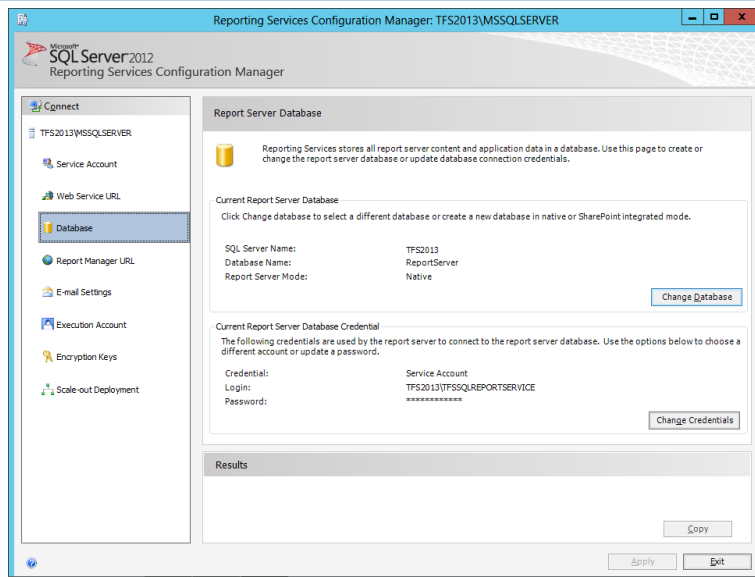 Reporting Services Configuration Manager: TFS2013\MSSQLSERVER
Microsoft®
SQL Server®2012
Reporting Services Configuration Manager
Connect
TFS2013\MSSQLSERVER
Service Account
Web Service URL
Database
Report Manager URL
E-mail Settings
Execution Account
Encryption Keys
Scale-out Deployment
Report Server Database
Reporting Services stores all report server content and application data in a database. Use this page to create or
change the report server database or update database connection credentials.
Current Report Server Database
Click Change database to select a different database or create a new database in native or SharePoint integrated mode.
SQL Server Name: TFS2013
Database Name: ReportServer
Report Server Mode: Native
Change Database
Current Report Server Database Credential
The following credentials are used by the report server to connect to the report server database. Use the options below to choose a
different account or update a password.
Credential: Service Account
Login: TFS2013\TFSSQLREPORTSERVICE
Password: ************
Change Credentials
Results
Copy
Apply Exit